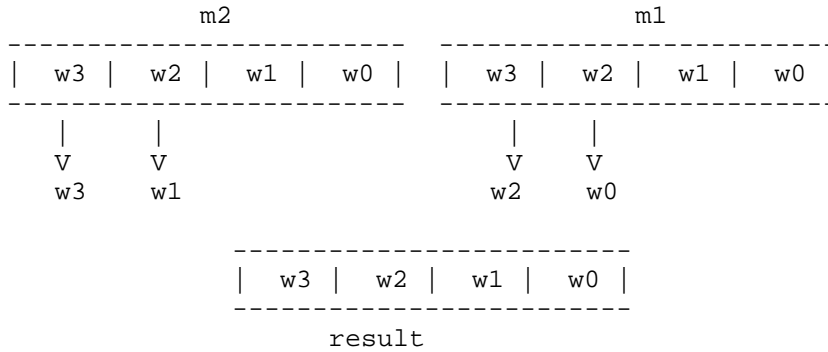 m2 m1
------------------------- -------------------------
| w3 | w2 | w1 | w0 | | w3 | w2 | w1 | w0
------------------------- -------------------------
| | | |
V V V V
w3 w1 w2 w0
-------------------------
| w3 | w2 | w1 | w0 |
-------------------------
result